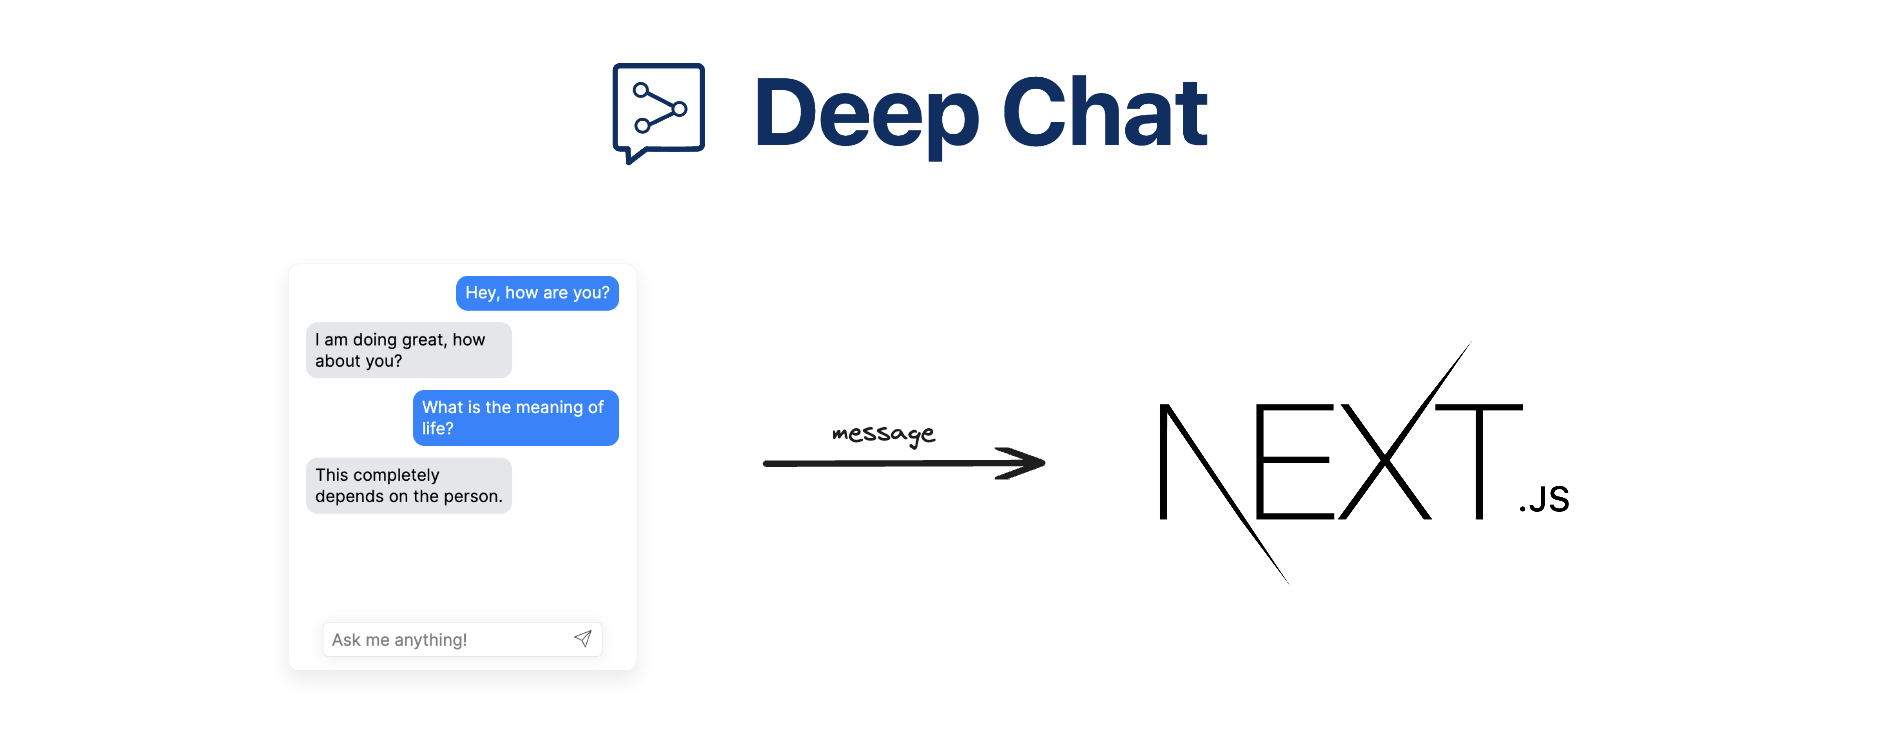 Deep Chat
Hey, how are you?
I am doing great, how
about you?
What is the meaning of
life?
This completely
depends on the person.
Ask me anything!
message
NEXT.JS